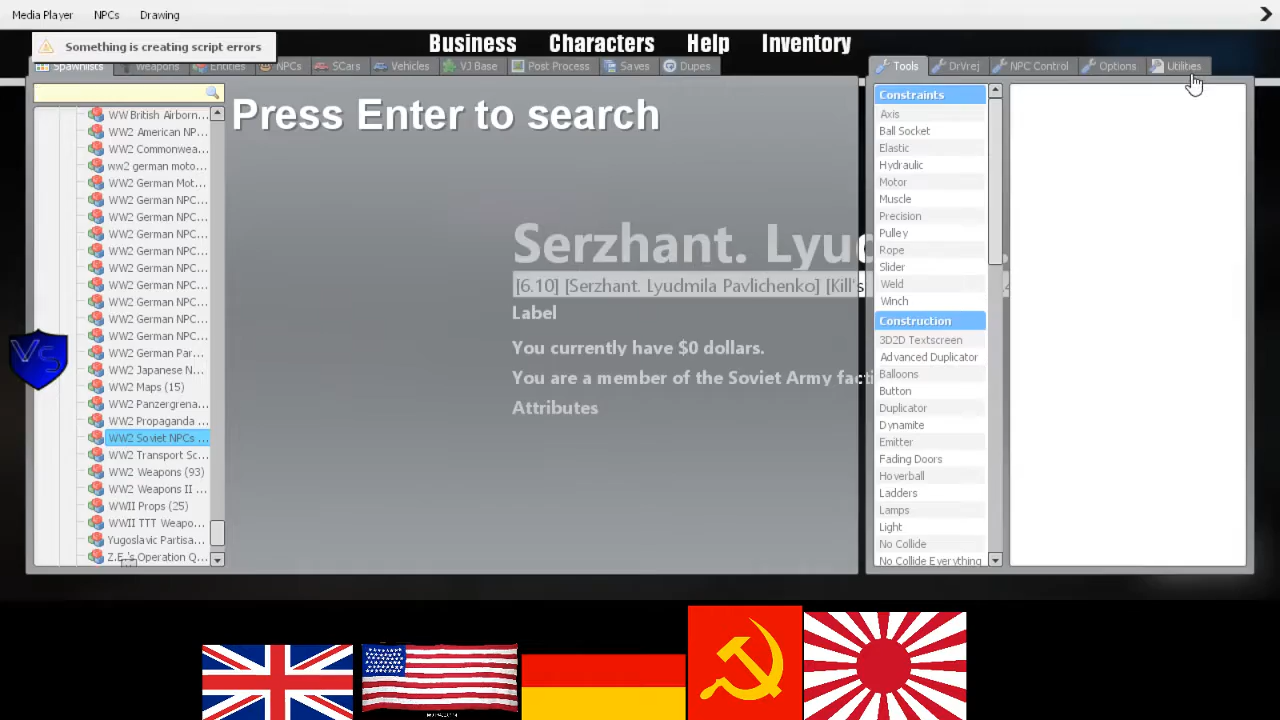 Media Player NPCs Drawing
Something is creating script errors
Business Characters Help Inventory
Spawnlists Weapons Entities NPCs SCars Vehicles VJ Base Post Process Saves Dupes
Tools DrVrej NPC Control Options Utilities
Press Enter to search
WW British Airborn...
WW2 American NP...
WW2 Commonwea...
ww2 german moto...
WW2 German Mot...
WW2 German NPC...
WW2 German NPC...
WW2 German NPC...
WW2 German NPC...
WW2 German NPC...
WW2 German NPC...
WW2 German NPC...
WW2 German NPC...
WW2 German NPC...
WW2 German Par...
WW2 Japanese N...
WW2 Maps (15)
WW2 Panzergrena...
WW2 Propaganda ...
WW2 Soviet NPCs ...
WW2 Transport Sc...
WW2 Weapons (93)
WW2 Weapons II ...
WWII Props (25)
WWII TTT Weapo...
Yugoslavic Partisa...
Z.E.'s Operation Q...
VS
Serzhant. Lyud
[6.10] [Serzhant. Lyudmila Pavlichenko] [Kill's
Label
You currently have $0 dollars.
You are a member of the Soviet Army facti
Attributes
Constraints
Axis
Ball Socket
Elastic
Hydraulic
Motor
Muscle
Precision
Pulley
Rope
Slider
Weld
Winch
Construction
3D2D Textscreen
Advanced Duplicator
Balloons
Button
Duplicator
Dynamite
Emitter
Fading Doors
Hoverball
Ladders
Lamps
Light
No Collide
No Collide Everything